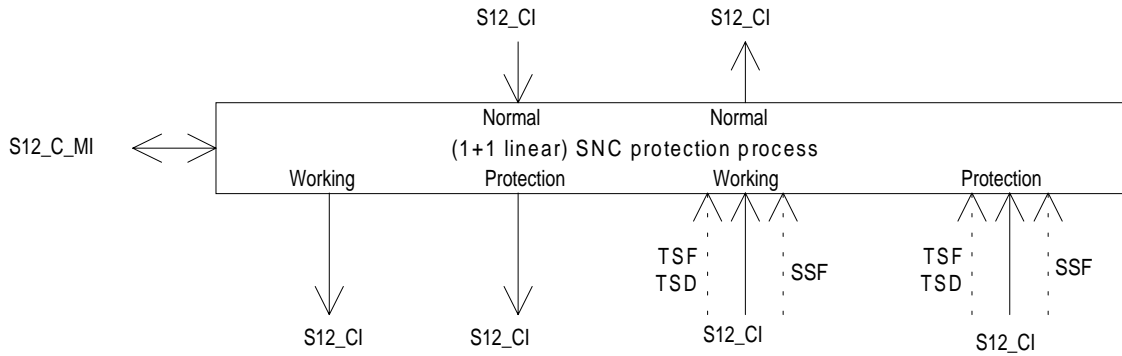 S12_CI S12_CI
Normal Normal
S12_C_MI
(1+1 linear) SNC protection process
Working Protection Working Protection
TSF TSF
SSF SSF
TSD TSD
S12_CI S12_CI S12_CI S12_CI